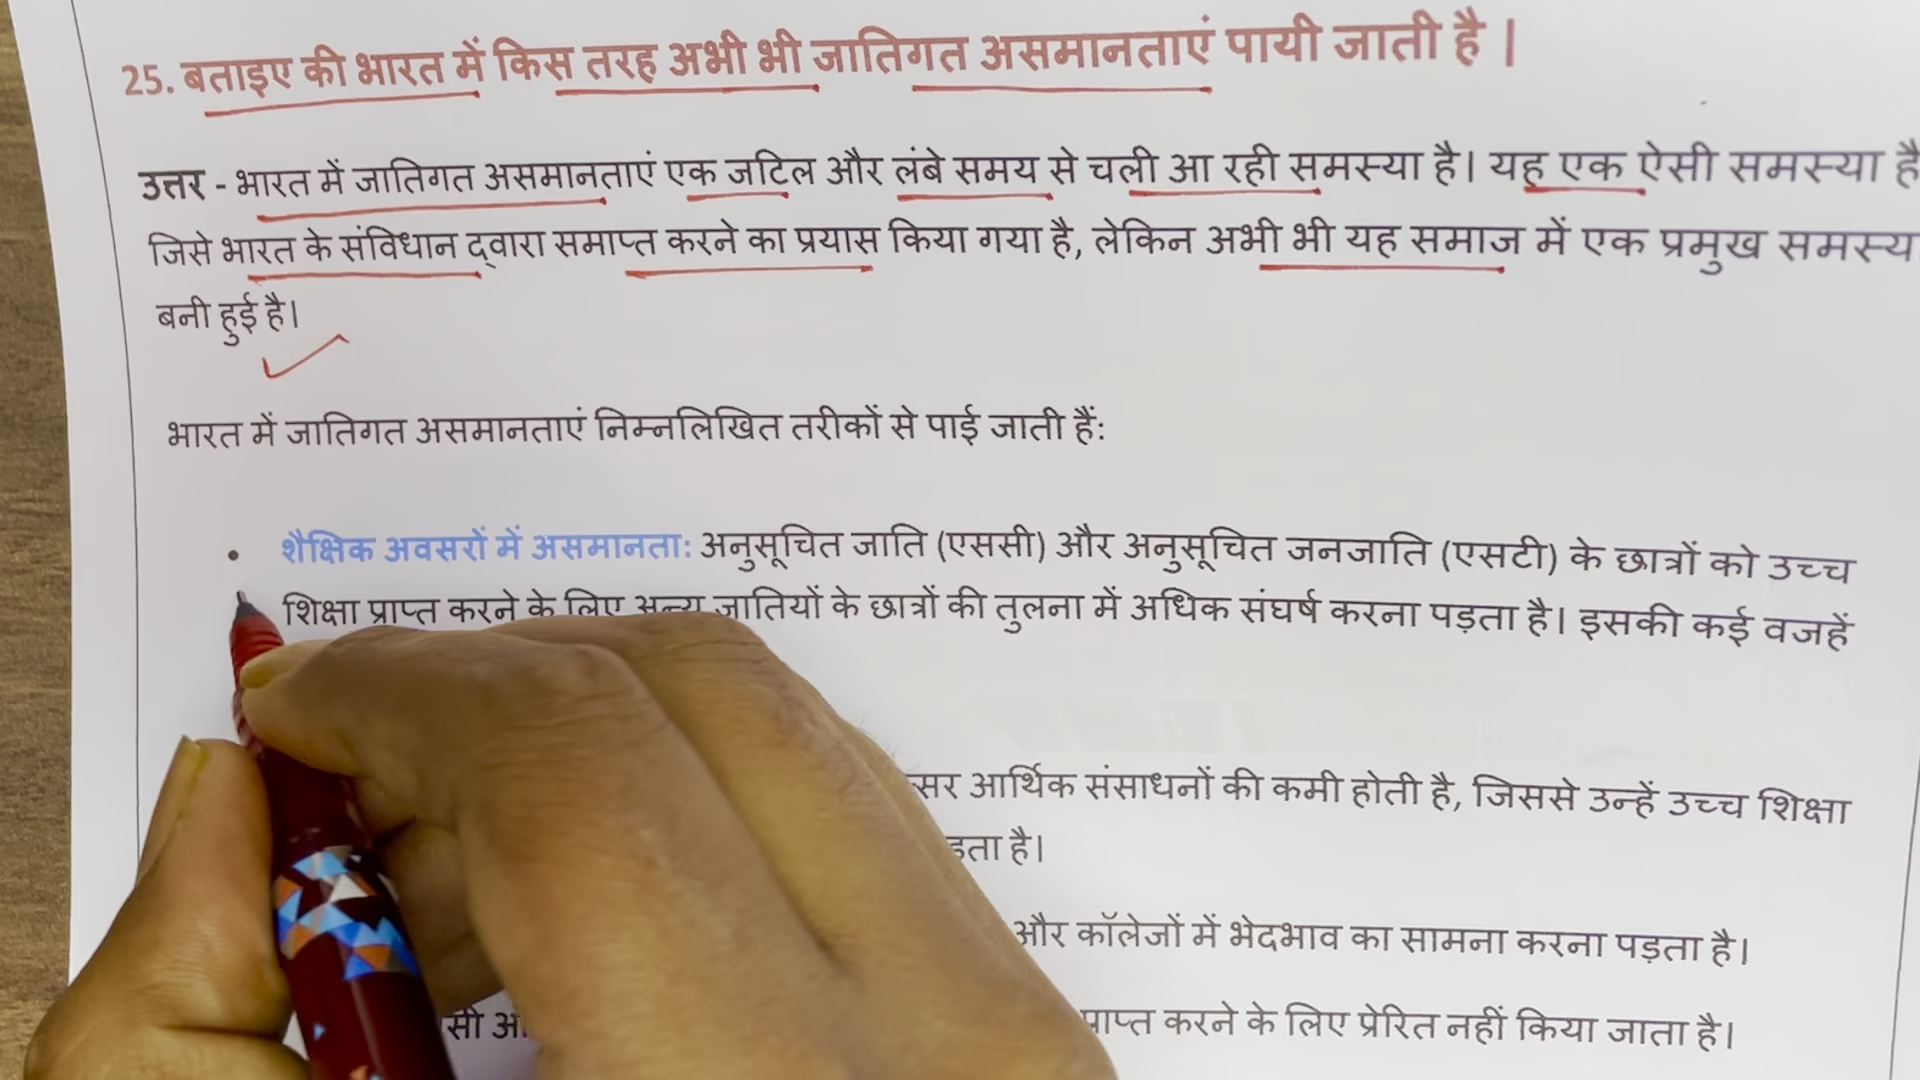 25. बताइए की भारत में किस तरह अभी भी जातिगत असमानताएं पायी जाती है |
उत्तर - भारत में जातिगत असमानताएं एक जटिल और लंबे समय से चली आ रही समस्या है। यह एक ऐसी समस्या है
जिसे भारत के संविधान द्वारा समाप्त करने का प्रयास किया गया है, लेकिन अभी भी यह समाज में एक प्रमुख समस्य
बनी हुई है।
भारत में जातिगत असमानताएं निम्नलिखित तरीकों से पाई जाती हैं:
• शैक्षिक अवसरों में असमानता: अनुसूचित जाति (एससी) और अनुसूचित जनजाति (एसटी) के छात्रों को उच्च
शिक्षा प्राप्त करने के लिए अन्य जातियों के छात्रों की तुलना में अधिक संघर्ष करना पड़ता है। इसकी कई वजहें
आर्थिक संसाधनों की कमी होती है, जिससे उन्हें उच्च शिक्षा
है।
और कॉलेजों में भेदभाव का सामना करना पड़ता है।
प्राप्त करने के लिए प्रेरित नहीं किया जाता है।